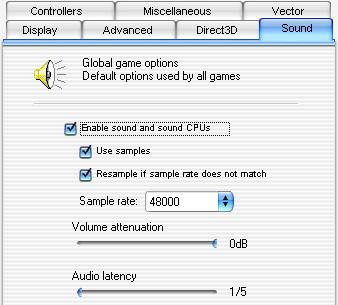 Controllers Miscellaneous Vector
Display Advanced Direct3D Sound
Global game options
Default options used by all games
Enable sound and sound CPUs
Use samples
Resample if sample rate does not match
Sample rate: 48000
Volume attenuation
0dB
Audio latency
1/5